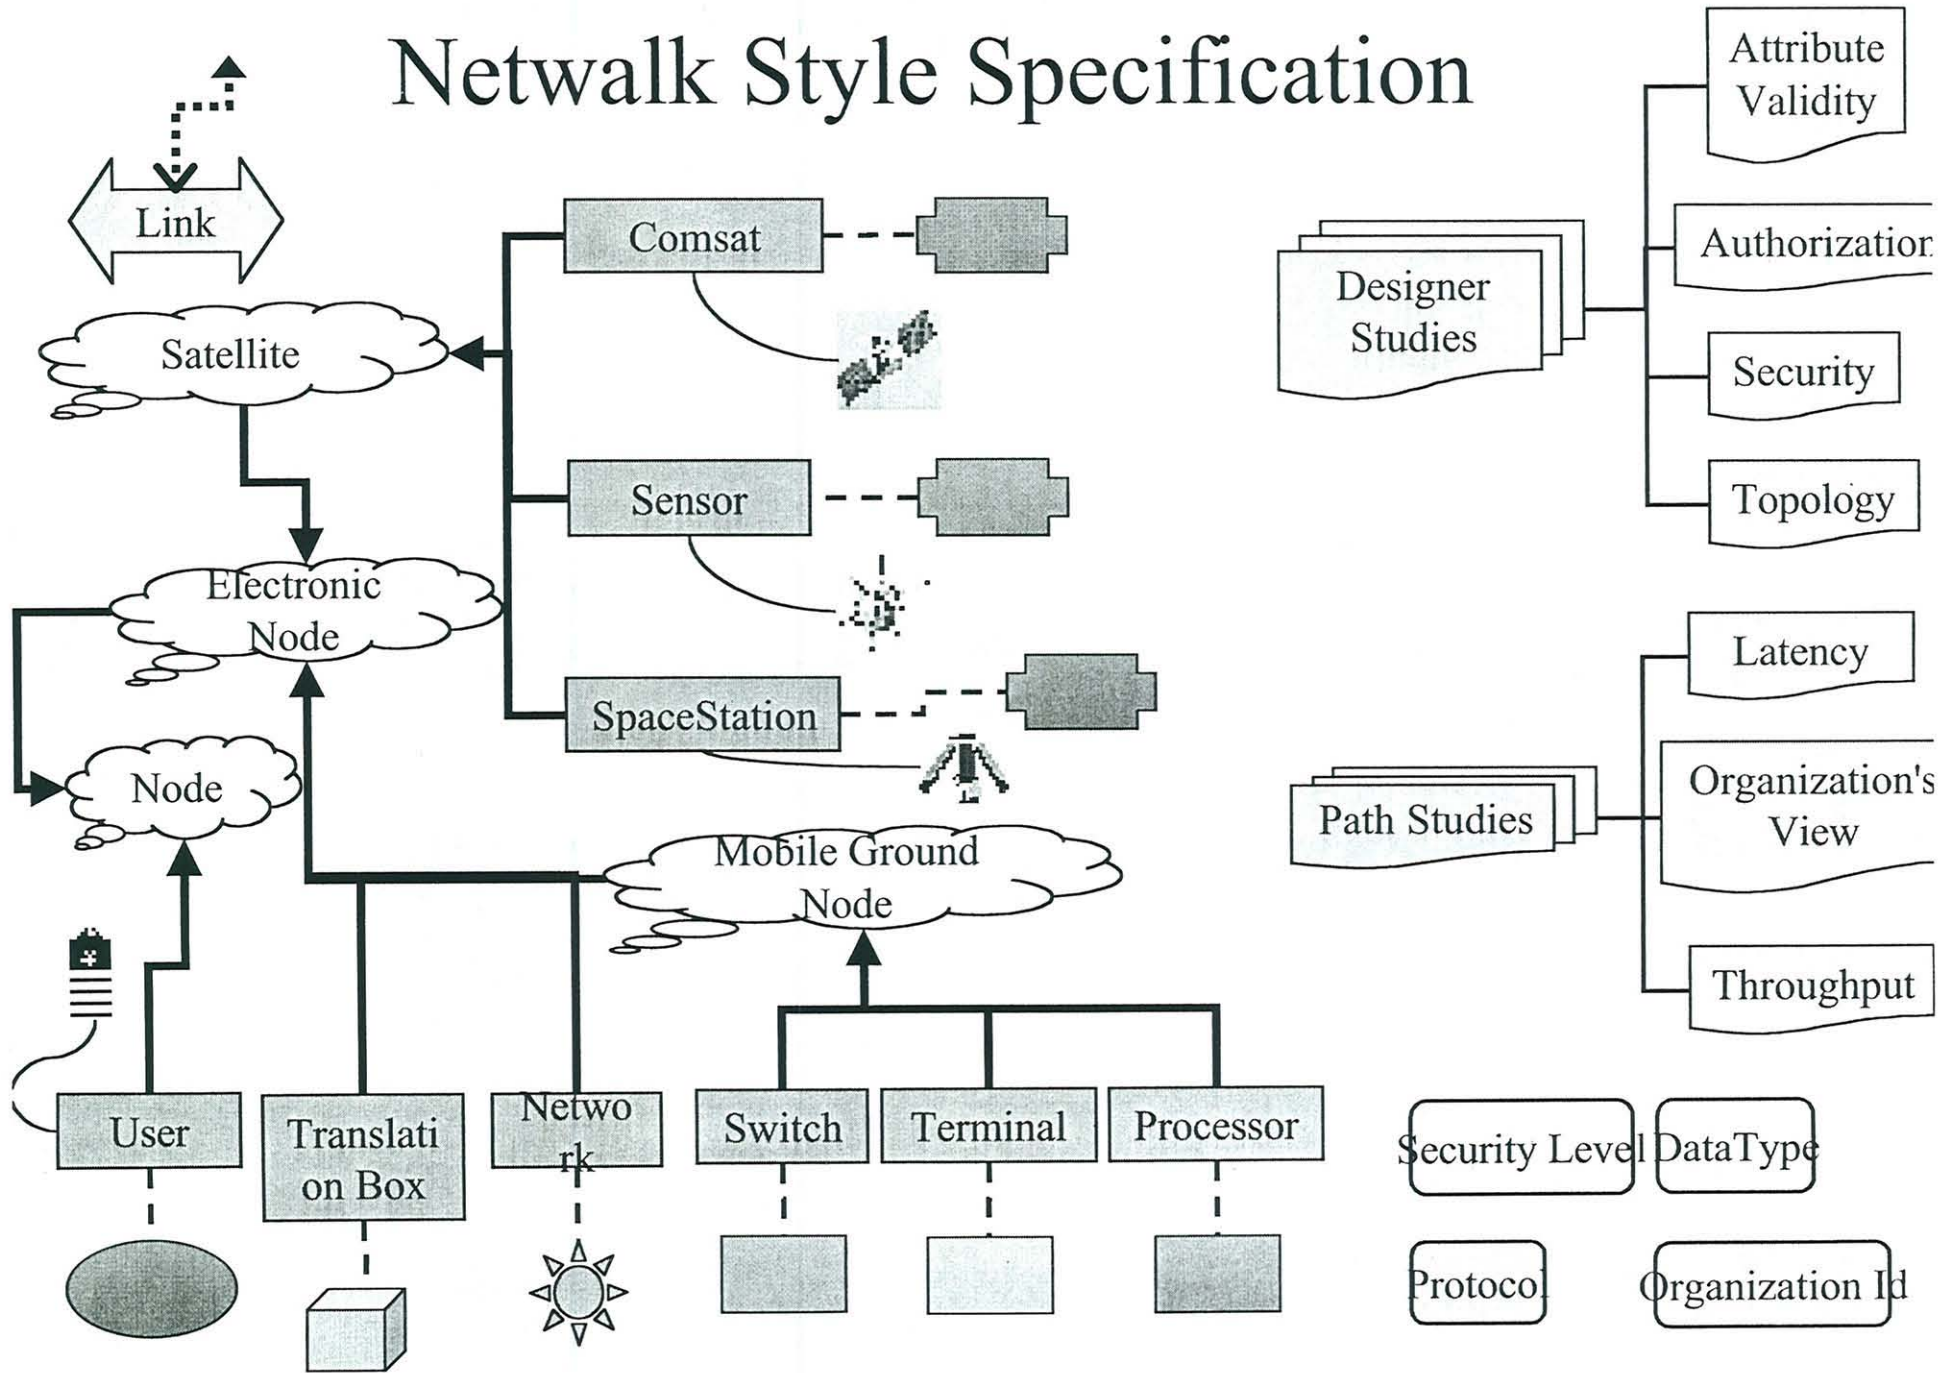 Netwalk Style Specification
Link
Satellite
Electronic
Node
Node
Comsat
Sensor
SpaceStation
Mobile Ground
Node
User
Translati
on Box
Netwo
rk
Switch
Terminal
Processor
Designer
Studies
Attribute
Validity
Authorization
Security
Topology
Path Studies
Latency
Organization's
View
Throughput
Security Level
DataType
Protocol
Organization Id